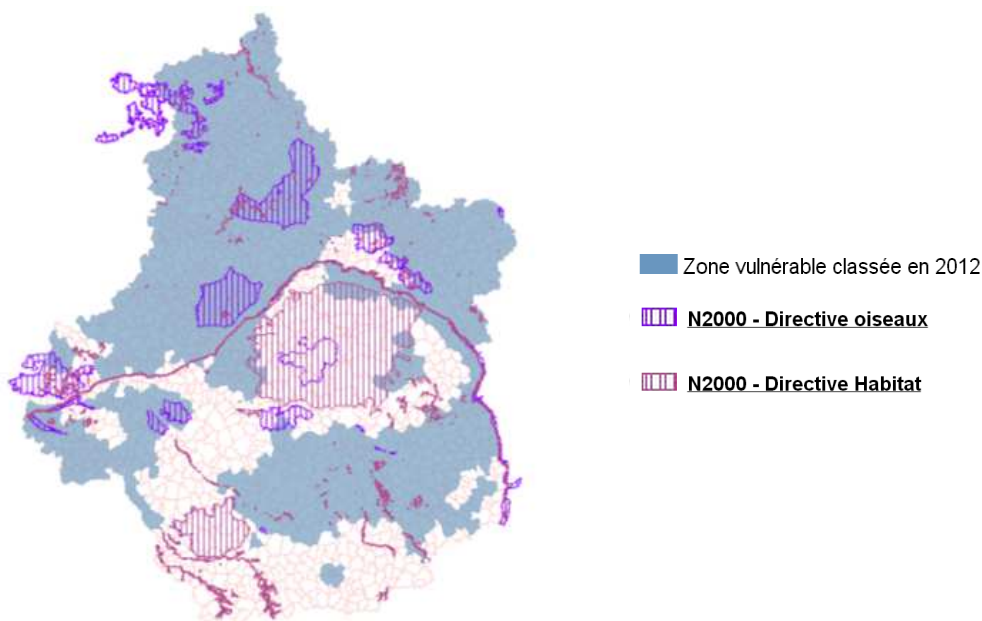 Zone vulnérable classée en 2012
N2000 - Directive oiseaux
N2000 - Directive Habitat